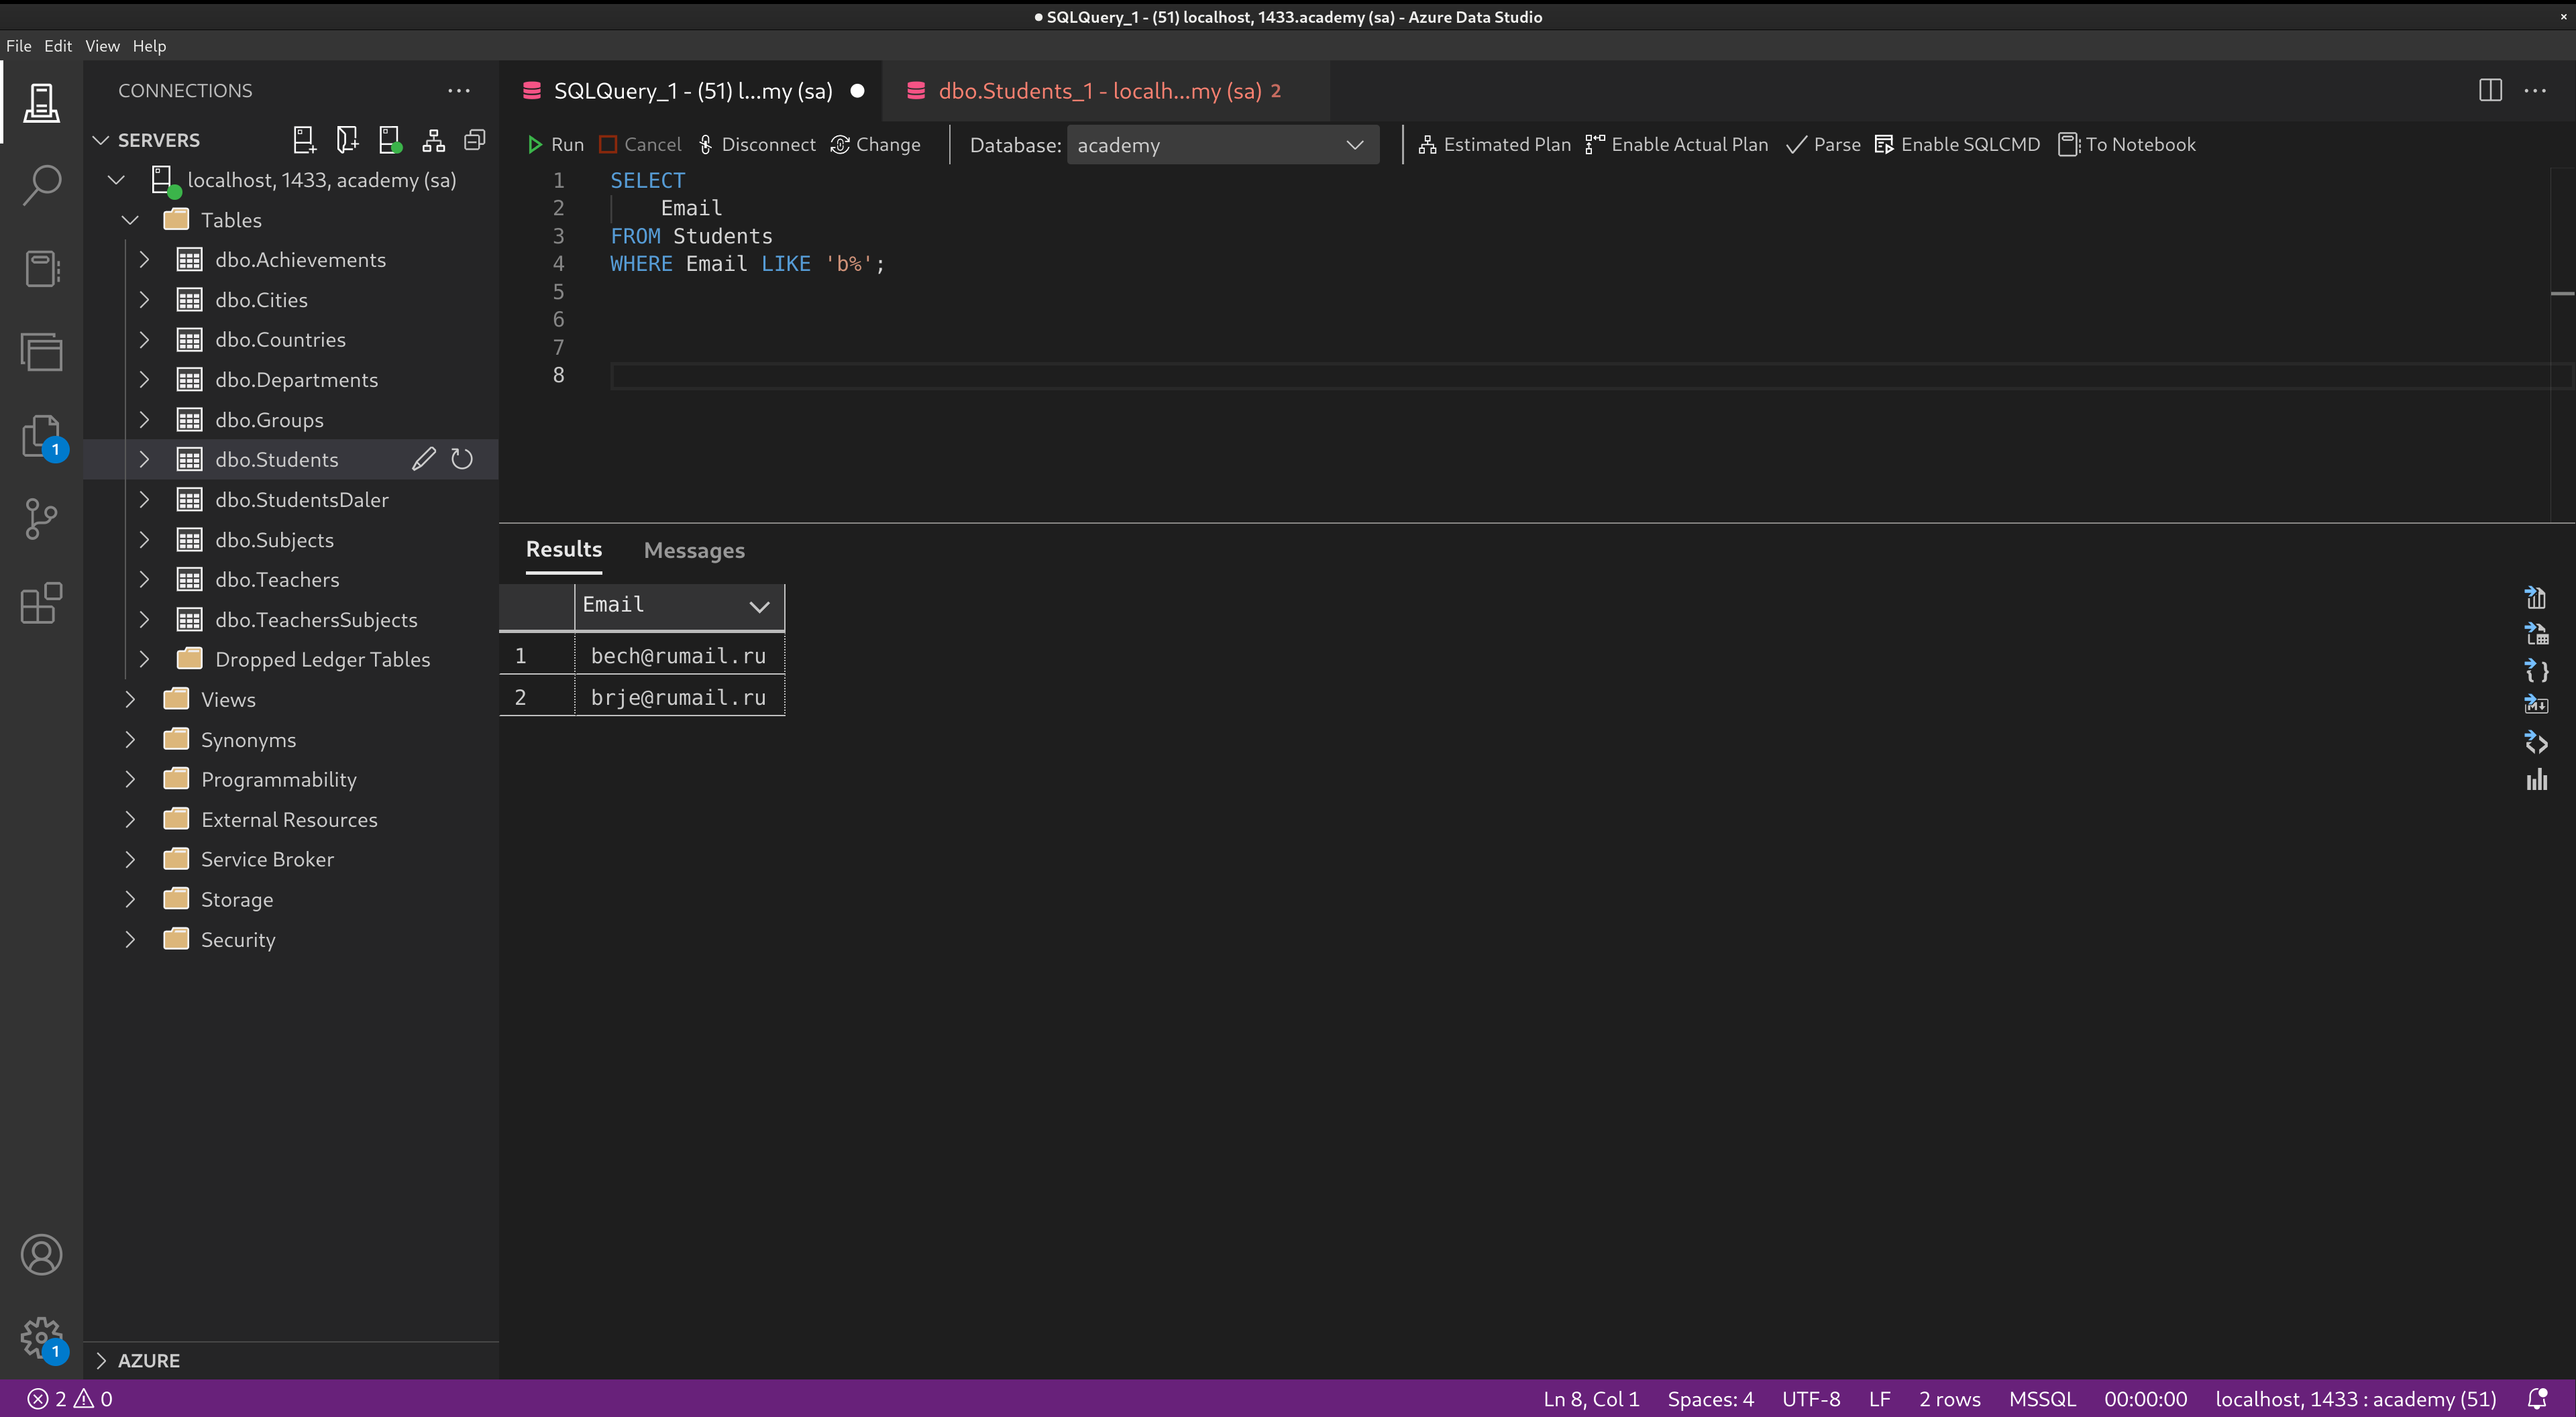 SQLQuery_1 - (51) localhost, 1433.academy (sa) - Azure Data Studio
File Edit View Help
CONNECTIONS
SERVERS
localhost, 1433, academy (sa)
Tables
dbo.Achievements
dbo.Cities
dbo.Countries
dbo.Departments
dbo.Groups
dbo.Students
dbo.StudentsDaler
dbo.Subjects
dbo.Teachers
dbo.TeachersSubjects
Dropped Ledger Tables
Views
Synonyms
Programmability
External Resources
Service Broker
Storage
Security
AZURE
1
1
SQLQuery_1 - (51) l...my (sa)
dbo.Students_1 - localh...my (sa) 2
Run Cancel Disconnect Change Database: academy Estimated Plan Enable Actual Plan Parse Enable SQLCMD To Notebook
1 SELECT
2 Email
3 FROM Students
4 WHERE Email LIKE 'b%';
5
6
7
8
Results Messages
Email
1 bech@rumail.ru
2 brje@rumail.ru
2 0
Ln 8, Col 1 Spaces: 4 UTF-8 LF 2 rows MSSQL 00:00:00 localhost, 1433 : academy (51)